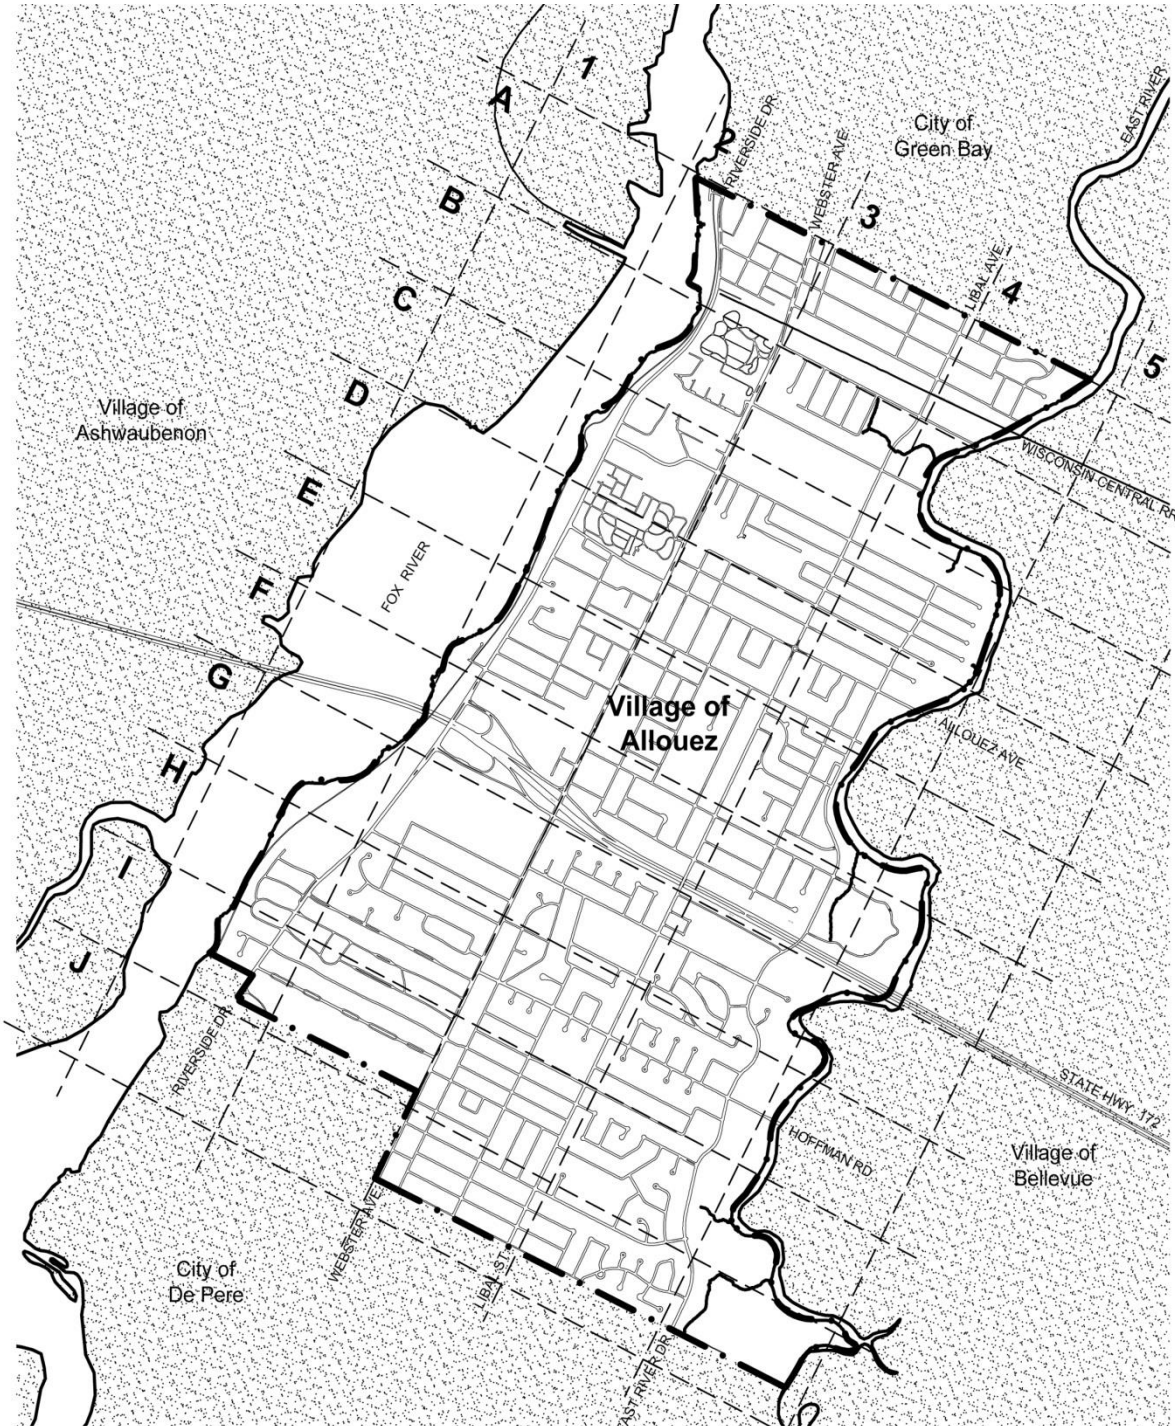 1
A
2
RIVERSIDE DR
City of
Green Bay
EAST RIVER
B
WEBSTER AVE
3
C
LIBAL AVE
4
5
D
Village of
Ashwaubenon
WISCONSIN CENTRAL RR
E
FOX RIVER
F
G
Village of
Allouez
ALLOUEZ AVE
H
I
J
RIVERSIDE DR
STATE HWY 172
HOFFMAN RD
Village of
Bellevue
WEBSTER AVE
LIBAL ST
City of
De Pere
EAST RIVER DR